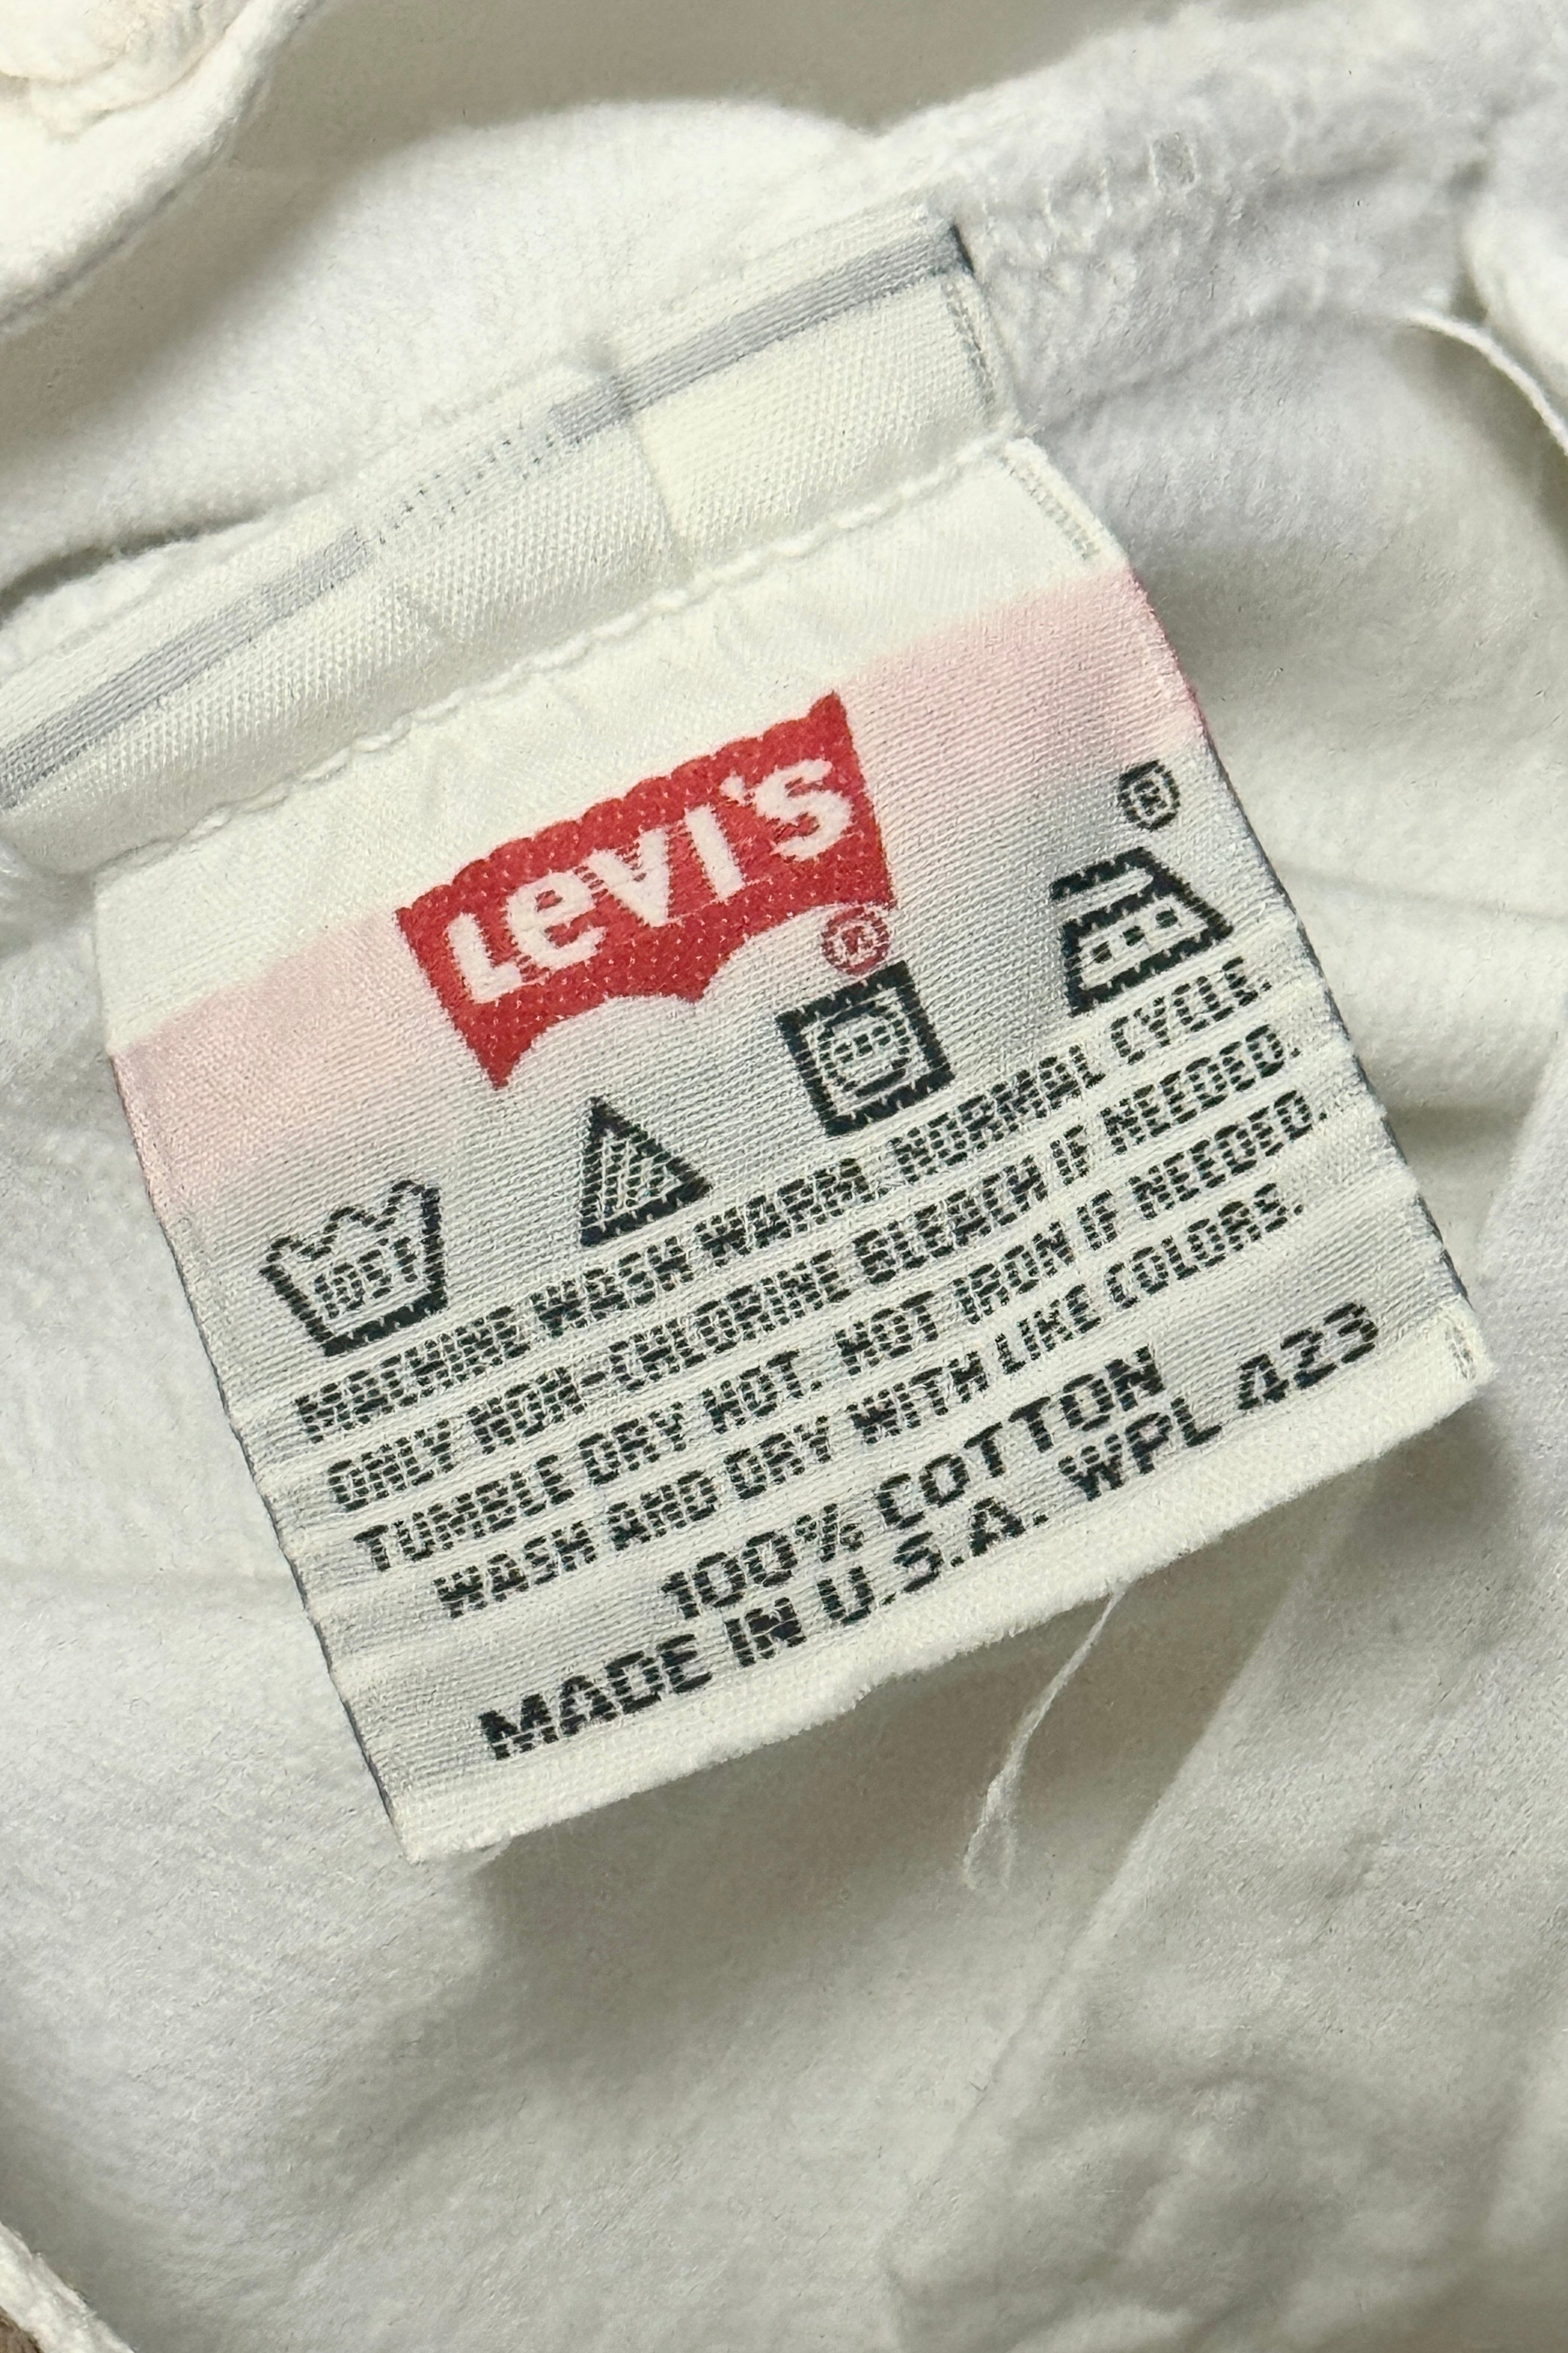 Levi's
®
®
105F
MACHINE WASH WARM. NORMAL CYCLE.
ONLY NON-CHLORINE BLEACH IF NEEDED.
TUMBLE DRY HOT. HOT IRON IF NEEDED.
WASH AND DRY WITH LIKE COLORS.
100% COTTON
MADE IN U.S.A. WPL 423